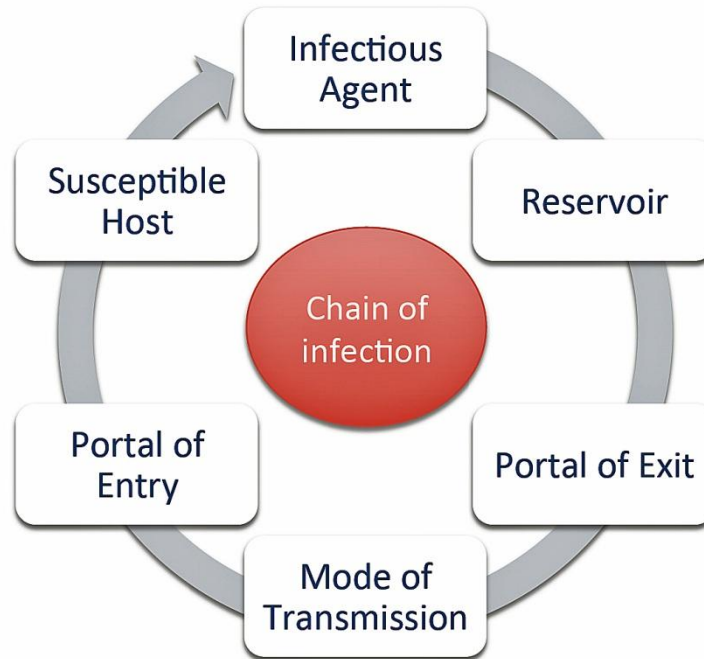 Infectious
Agent
Reservoir
Portal of Exit
Mode of
Transmission
Portal of
Entry
Susceptible
Host
Chain of
infection